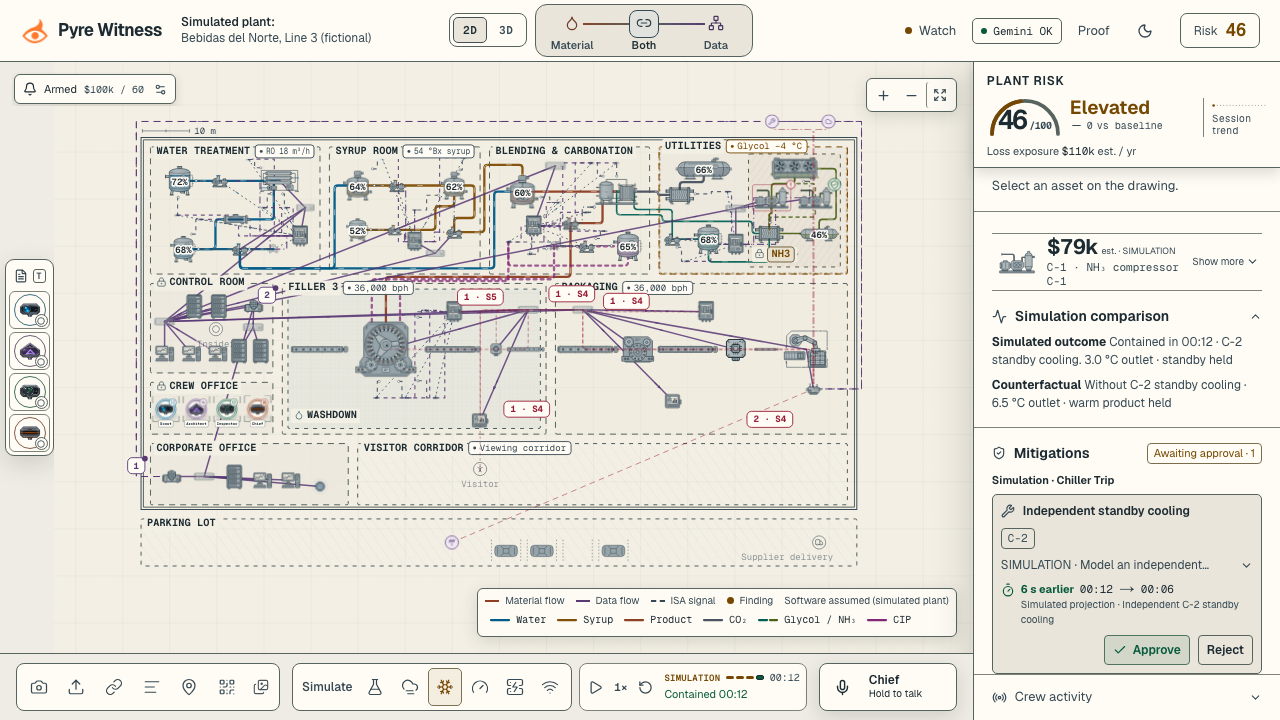 Pyre Witness
Simulated plant:
Bebidas del Norte, Line 3 (fictional)
2D
3D
Material
Both
Data
Watch
Gemini OK
Proof
Risk 46
Armed $100k / 60
10 m
WATER TREATMENT
RO 18 m³/h
SYRUP ROOM
54 °Bx syrup
BLENDING & CARBONATION
UTILITIES
Glycol −4 °C
72%
68%
64%
62%
52%
60%
65%
66%
68%
46%
NH3
CONTROL ROOM
2
FILLER 3
36,000 bph
1 · S5
PACKAGING
36,000 bph
1 · S4
1 · S4
Inside
CREW OFFICE
Scout
Architect
Inspector
Chief
WASHDOWN
1 · S4
2 · S4
CORPORATE OFFICE
1
VISITOR CORRIDOR
Viewing corridor
Visitor
PARKING LOT
Supplier delivery
T
Material flow
Data flow
ISA signal
Finding
Software assumed (simulated plant)
Water
Syrup
Product
CO₂
Glycol / NH₃
CIP
Simulate
1×
SIMULATION 00:12
Contained 00:12
Chief
Hold to talk
PLANT RISK
46 /100
Elevated
— 0 vs baseline
Session trend
Loss exposure $110k est. / yr
Select an asset on the drawing.
$79k est. · SIMULATION
C-1 · NH₃ compressor
C-1
Show more
Simulation comparison
Simulated outcome Contained in 00:12 · C-2
standby cooling. 3.0 °C outlet · standby held
Counterfactual Without C-2 standby cooling ·
6.5 °C outlet · warm product held
Mitigations
Awaiting approval · 1
Simulation · Chiller Trip
Independent standby cooling
C-2
SIMULATION · Model an independent…
6 s earlier 00:12 → 00:06
Simulated projection · Independent C-2 standby
cooling
Approve
Reject
Crew activity